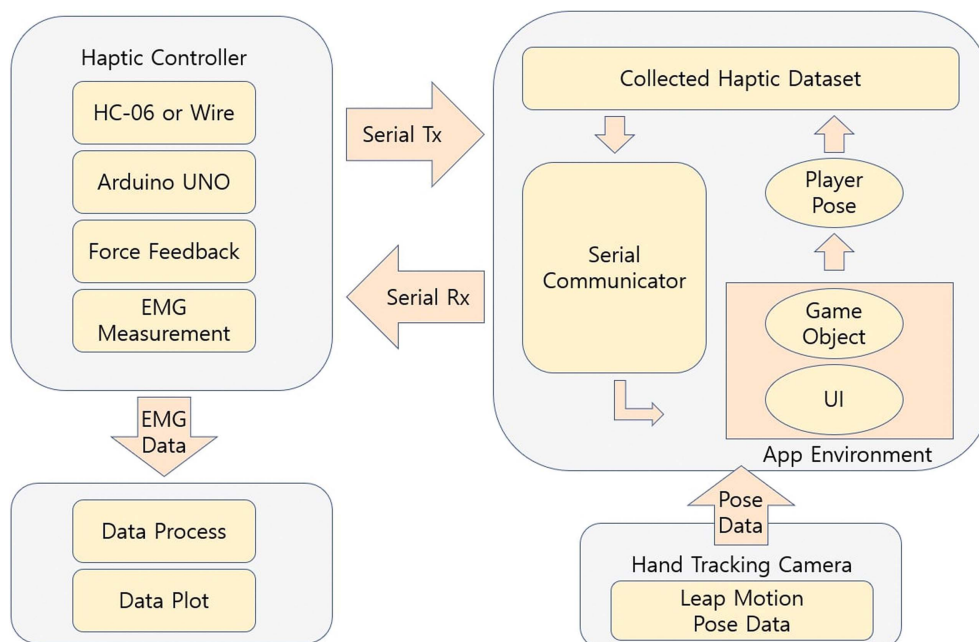 Haptic Controller
HC-06 or Wire
Arduino UNO
Force Feedback
EMG
Measurement
Serial Tx
Serial Rx
Collected Haptic Dataset
Serial
Communicator
Player
Pose
Game
Object
UI
App Environment
EMG
Data
Data Process
Data Plot
Pose
Data
Hand Tracking Camera
Leap Motion
Pose Data